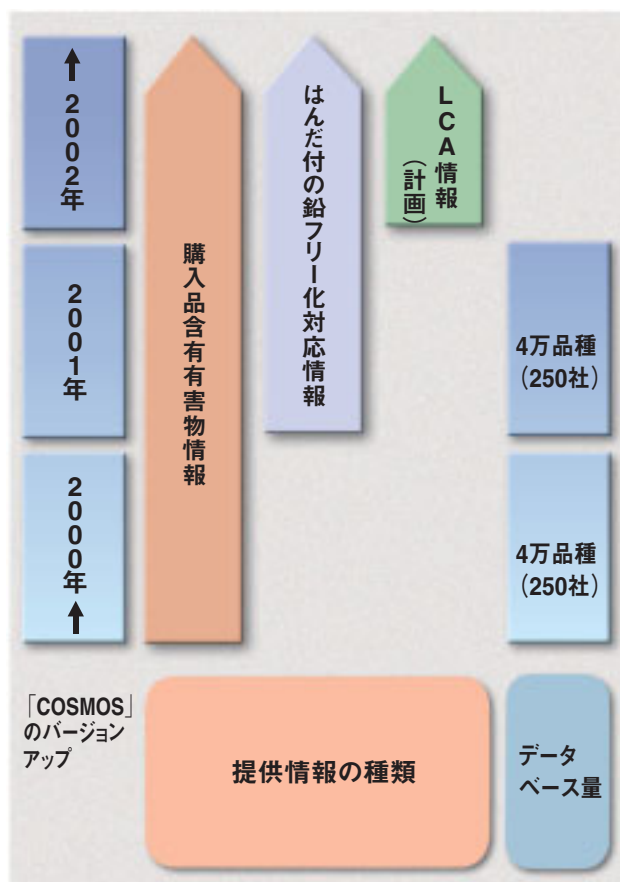 2002年
2001年
2000年
「COSMOS」
のバージョン
アップ
購入品含有有害物情報
はんだ付の鉛フリー化対応情報
LCA情報
（計画）
提供情報の種類
4万品種
（250社）
4万品種
（250社）
データ
ベース量